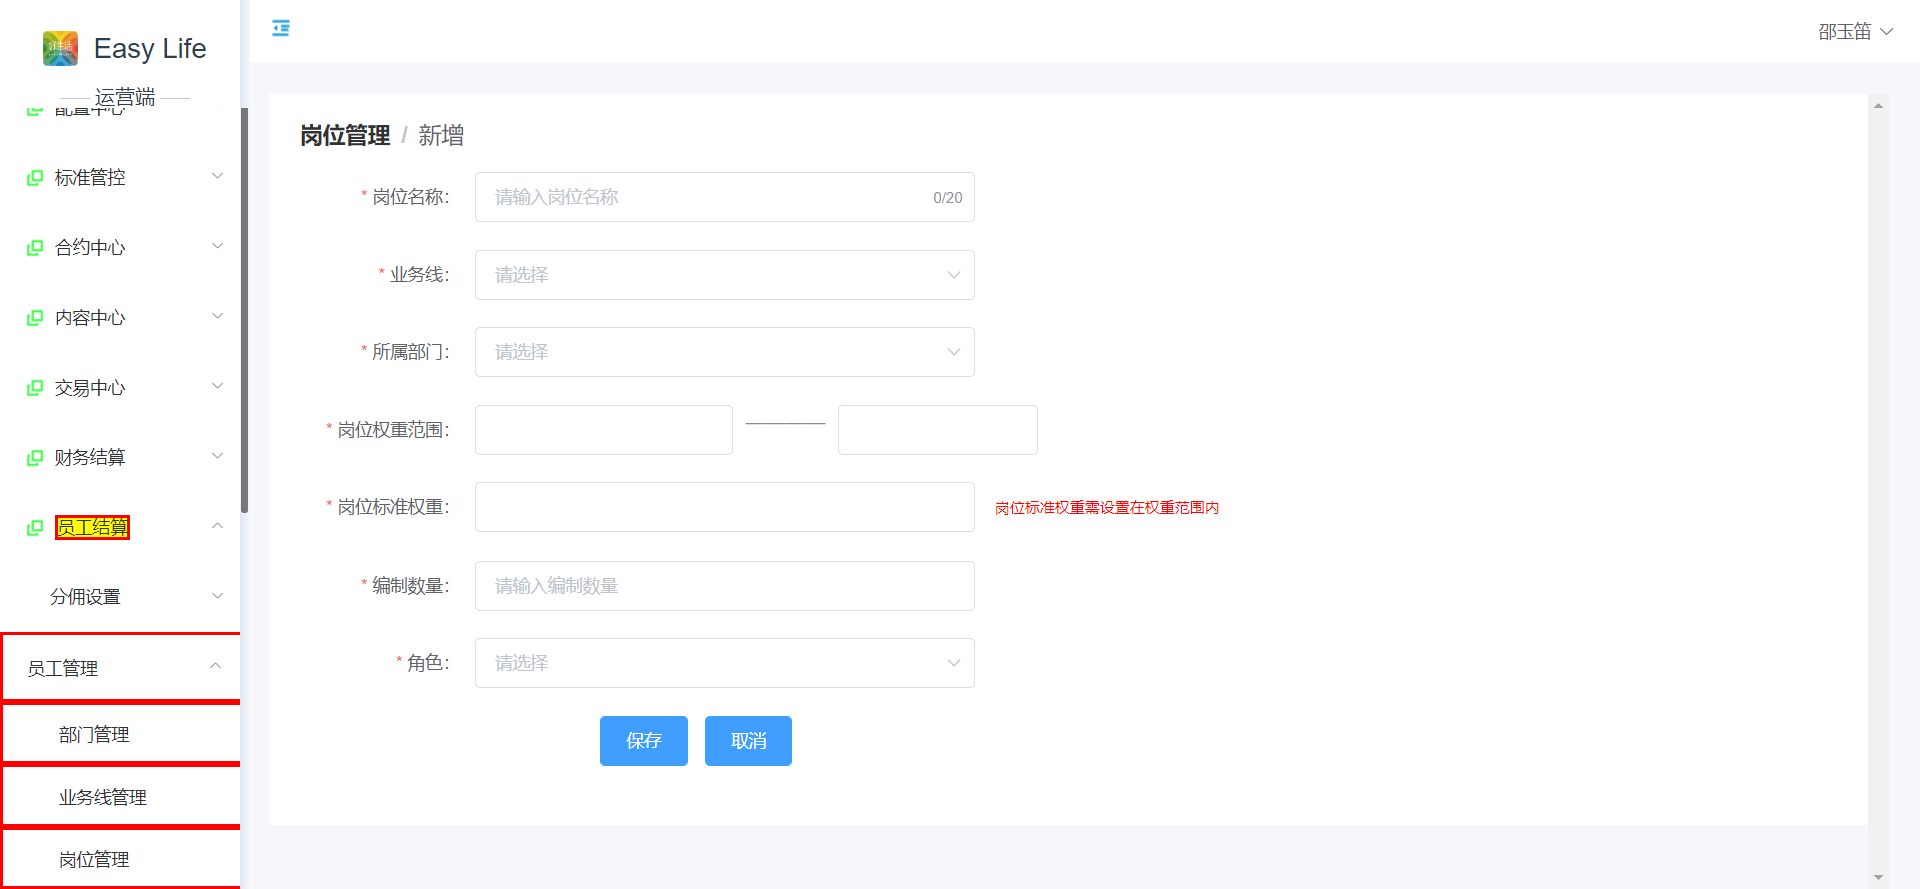 Easy Life
运营端
配置中心
标准管控
合约中心
内容中心
交易中心
财务结算
员工结算
分佣设置
员工管理
部门管理
业务线管理
岗位管理
邵玉笛
岗位管理 / 新增
* 岗位名称: 请输入岗位名称 0/20
* 业务线: 请选择
* 所属部门: 请选择
* 岗位权重范围:
* 岗位标准权重: 岗位标准权重需设置在权重范围内
* 编制数量: 请输入编制数量
* 角色: 请选择
保存 取消